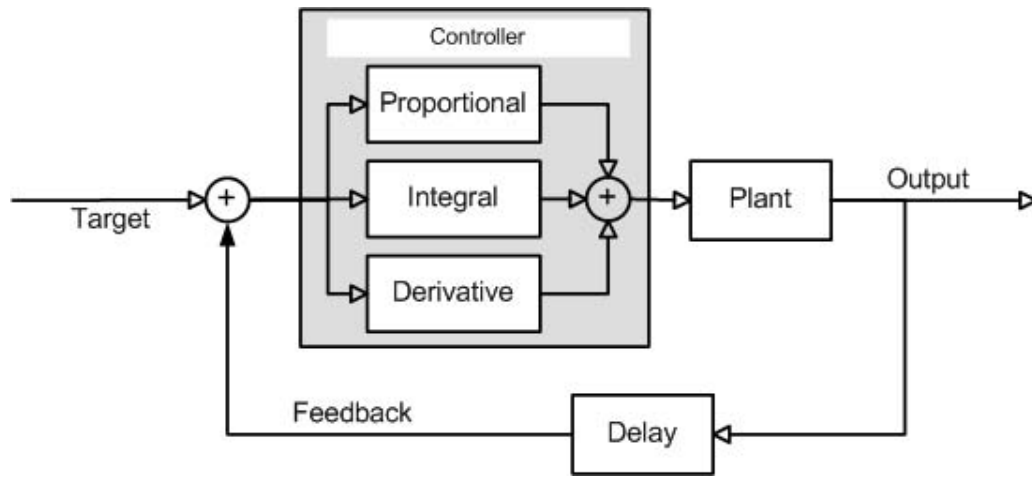 Controller
Proportional
+
Target
Integral
+
Plant
Output
Derivative
Feedback
Delay